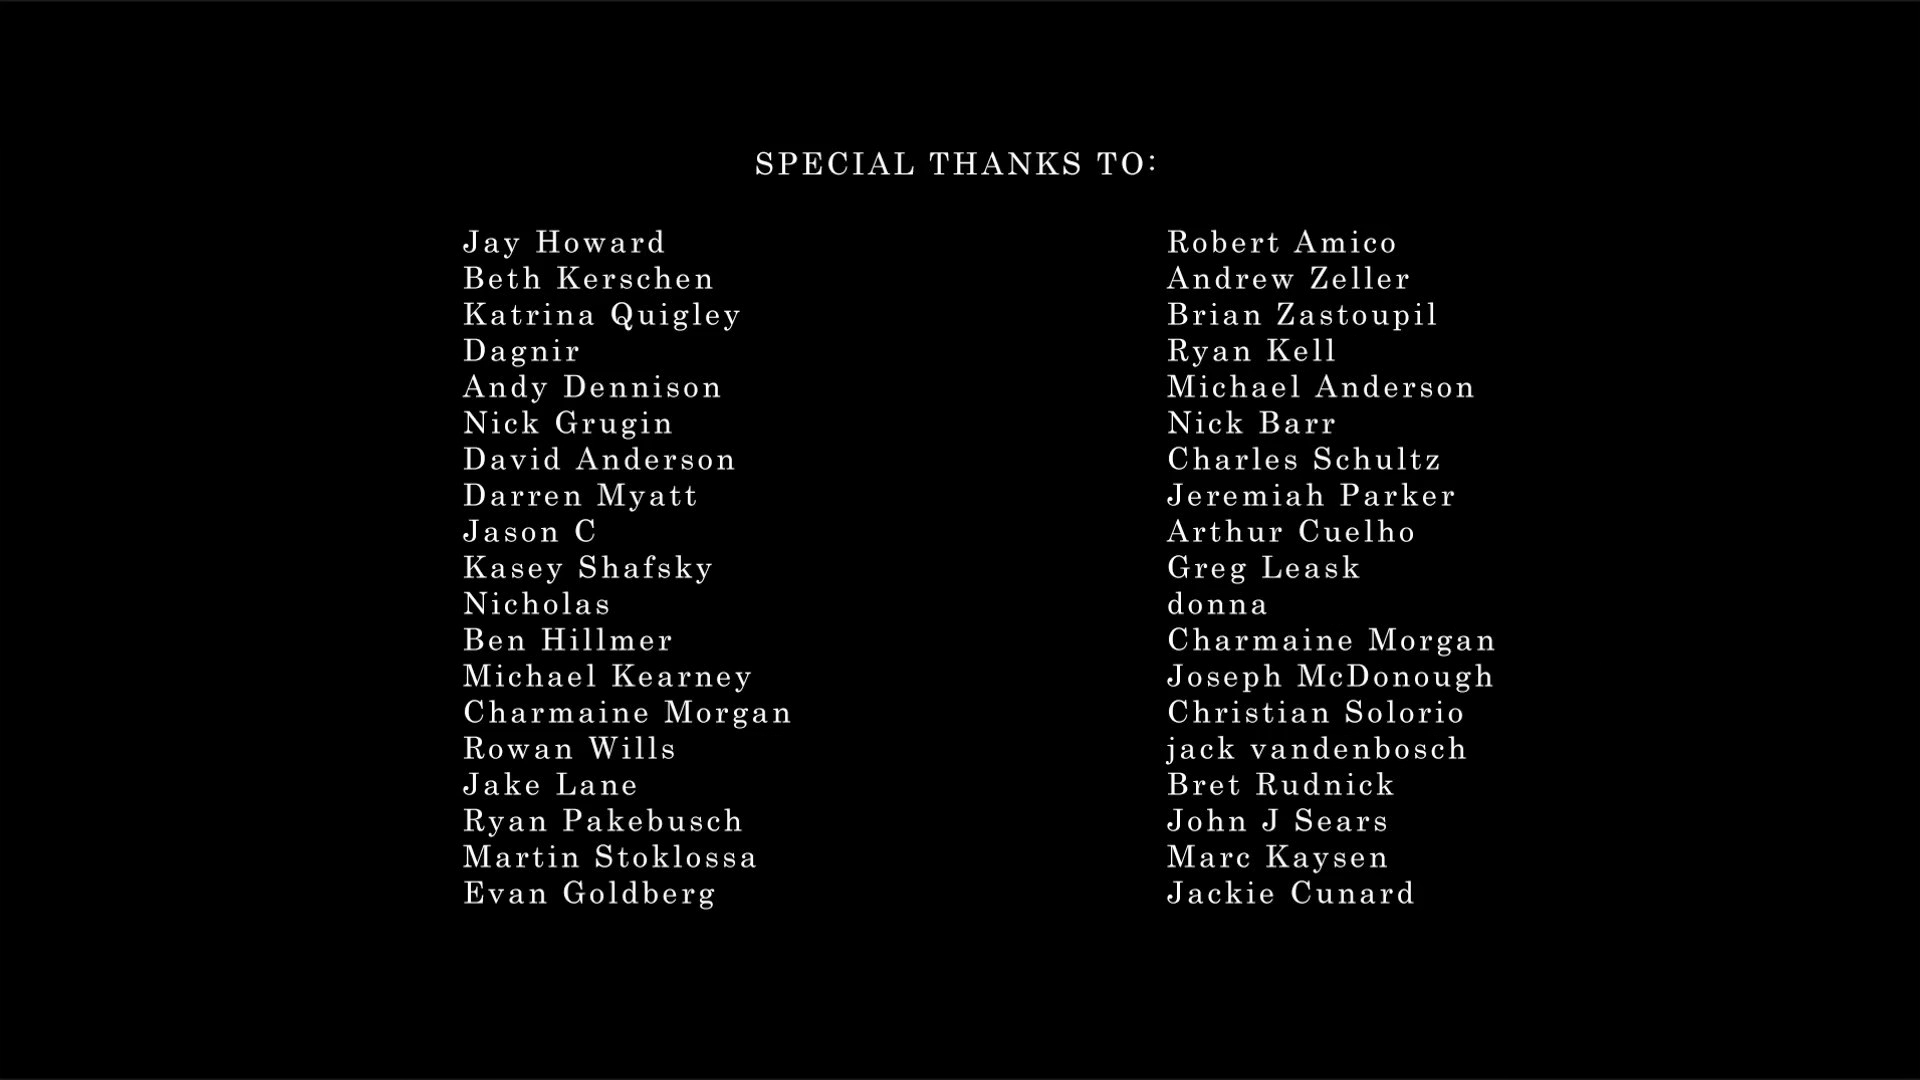 SPECIAL THANKS TO:
Jay Howard
Beth Kerschen
Katrina Quigley
Dagnir
Andy Dennison
Nick Grugin
David Anderson
Darren Myatt
Jason C
Kasey Shafsky
Nicholas
Ben Hillmer
Michael Kearney
Charmaine Morgan
Rowan Wills
Jake Lane
Ryan Pakebusch
Martin Stoklossa
Evan Goldberg
Robert Amico
Andrew Zeller
Brian Zastoupil
Ryan Kell
Michael Anderson
Nick Barr
Charles Schultz
Jeremiah Parker
Arthur Cuelho
Greg Leask
donna
Charmaine Morgan
Joseph McDonough
Christian Solorio
jack vandenbosch
Bret Rudnick
John J Sears
Marc Kaysen
Jackie Cunard